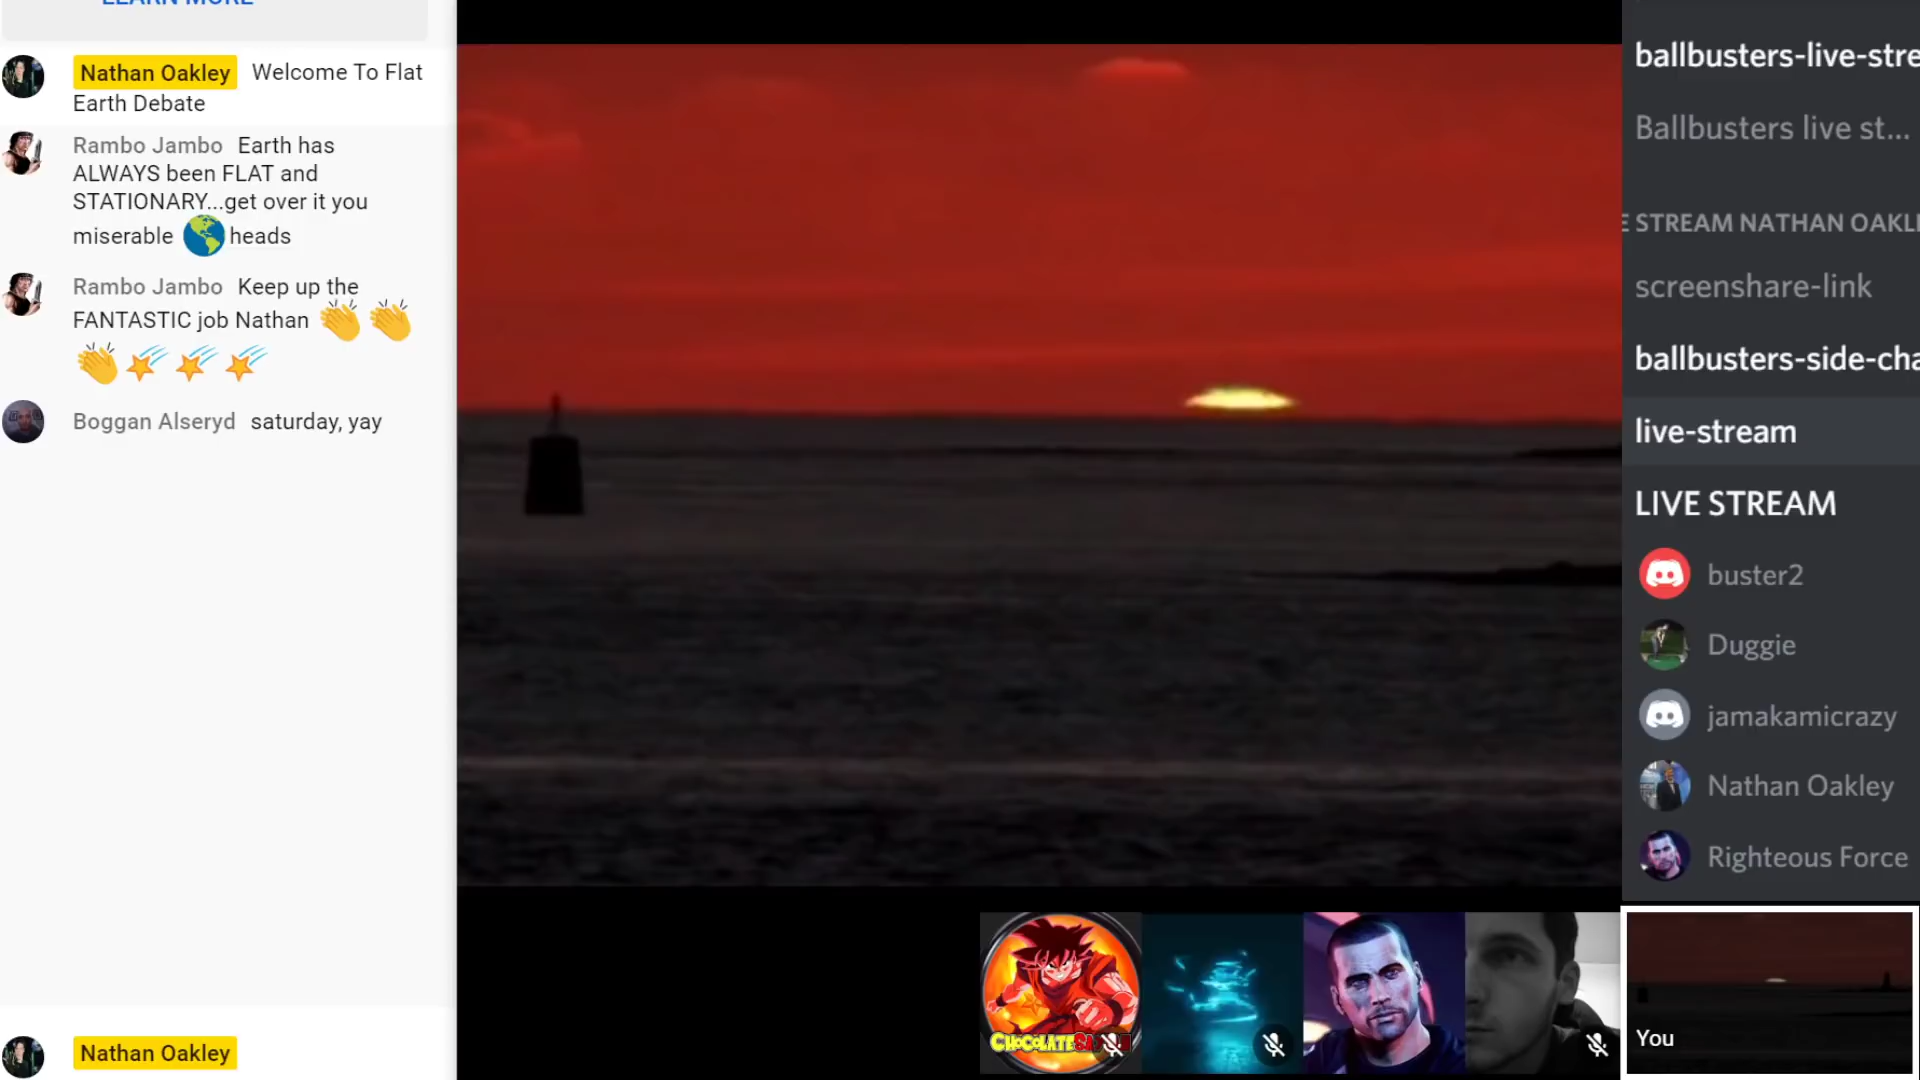 LEARN MORE
Nathan Oakley Welcome To Flat
Earth Debate
Rambo Jambo Earth has
ALWAYS been FLAT and
STATIONARY...get over it you
miserable 🌎 heads
Rambo Jambo Keep up the
FANTASTIC job Nathan 👏 👏
👏 🌠 🌠 🌠
Boggan Alseryd saturday, yay
Nathan Oakley
ballbusters-live-stre
Ballbusters live st...
E STREAM NATHAN OAKL
screenshare-link
ballbusters-side-cha
live-stream
LIVE STREAM
buster2
Duggie
jamakamicrazy
Nathan Oakley
Righteous Force
You